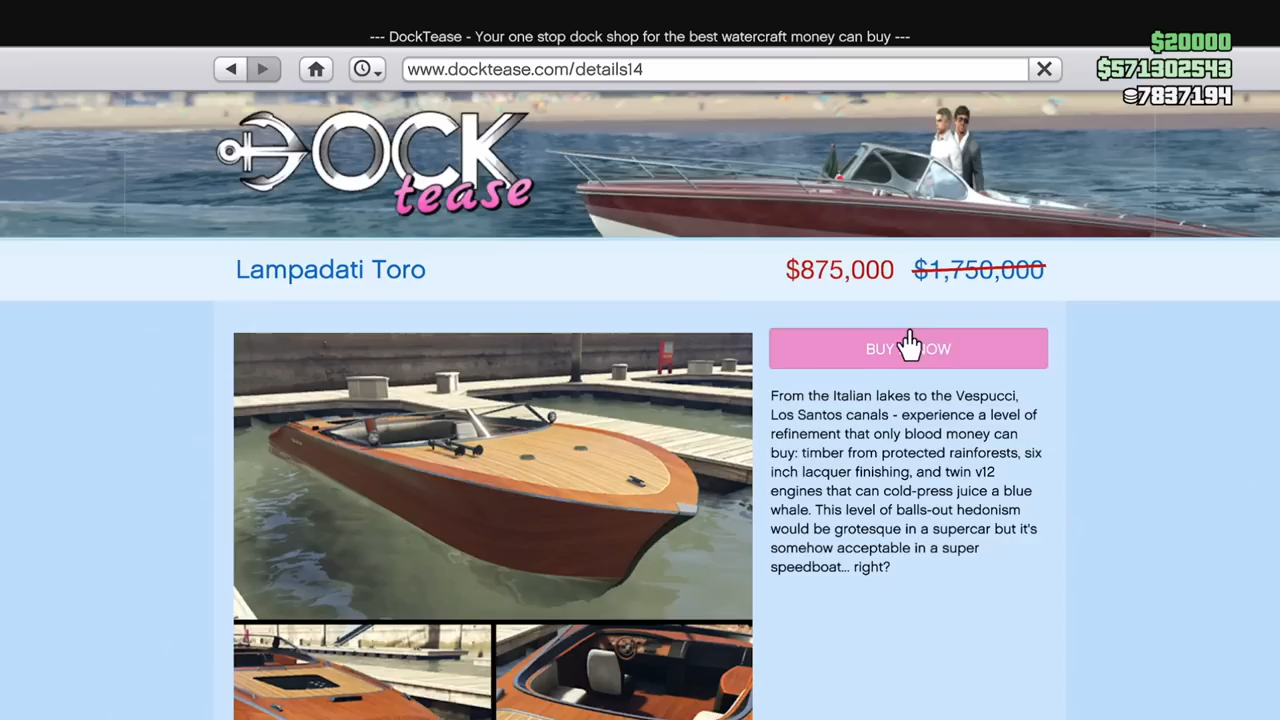 --- DockTease - Your one stop dock shop for the best watercraft money can buy ---
$20000
www.docktease.com/details14
$571302543
7837194
DOCK
tease
Lampadati Toro
$875,000 $1,750,000
BUY NOW
From the Italian lakes to the Vespucci,
Los Santos canals - experience a level of
refinement that only blood money can
buy: timber from protected rainforests, six
inch lacquer finishing, and twin v12
engines that can cold-press juice a blue
whale. This level of balls-out hedonism
would be grotesque in a supercar but it's
somehow acceptable in a super
speedboat... right?